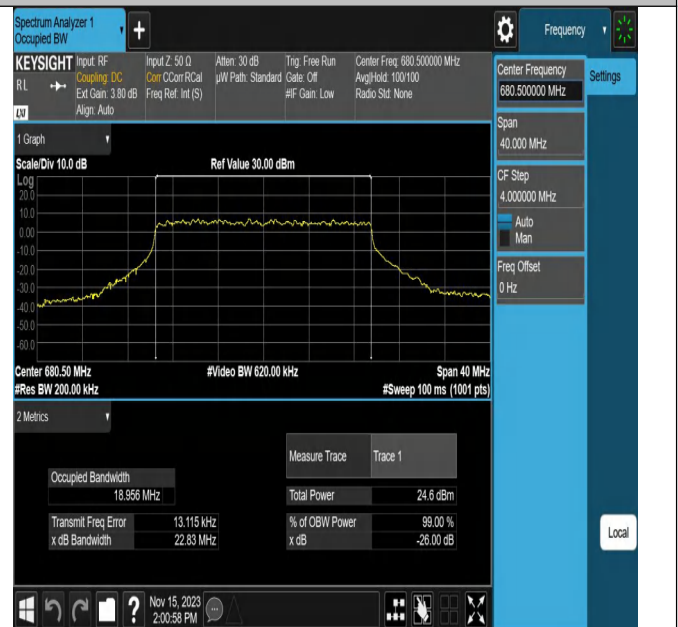 Spectrum Analyzer 1
Occupied BW
+
Frequency
KEYSIGHT
RL
LXI
Input: RF
Coupling: DC
Ext Gain: 3.80 dB
Align: Auto
Input Z: 50 Ω
Corr CCorr RCal
Freq Ref: Int (S)
Atten: 30 dB
µW Path: Standard
Trig: Free Run
Gate: Off
#IF Gain: Low
Center Freq: 680.500000 MHz
Avg|Hold: 100/100
Radio Std: None
Center Frequency
680.500000 MHz
Settings
Span
40.000 MHz
CF Step
4.000000 MHz
Auto
Man
Freq Offset
0 Hz
1 Graph
Scale/Div 10.0 dB
Ref Value 30.00 dBm
Log
20.0
10.0
0.00
-10.0
-20.0
-30.0
-40.0
-50.0
-60.0
Center 680.50 MHz
#Video BW 620.00 kHz
Span 40 MHz
#Res BW 200.00 kHz
#Sweep 100 ms (1001 pts)
2 Metrics
Measure Trace
Trace 1
Occupied Bandwidth
18.956 MHz
Total Power
24.6 dBm
Transmit Freq Error
13.115 kHz
% of OBW Power
99.00 %
x dB Bandwidth
22.83 MHz
x dB
-26.00 dB
Local
?
Nov 15, 2023
2:00:58 PM